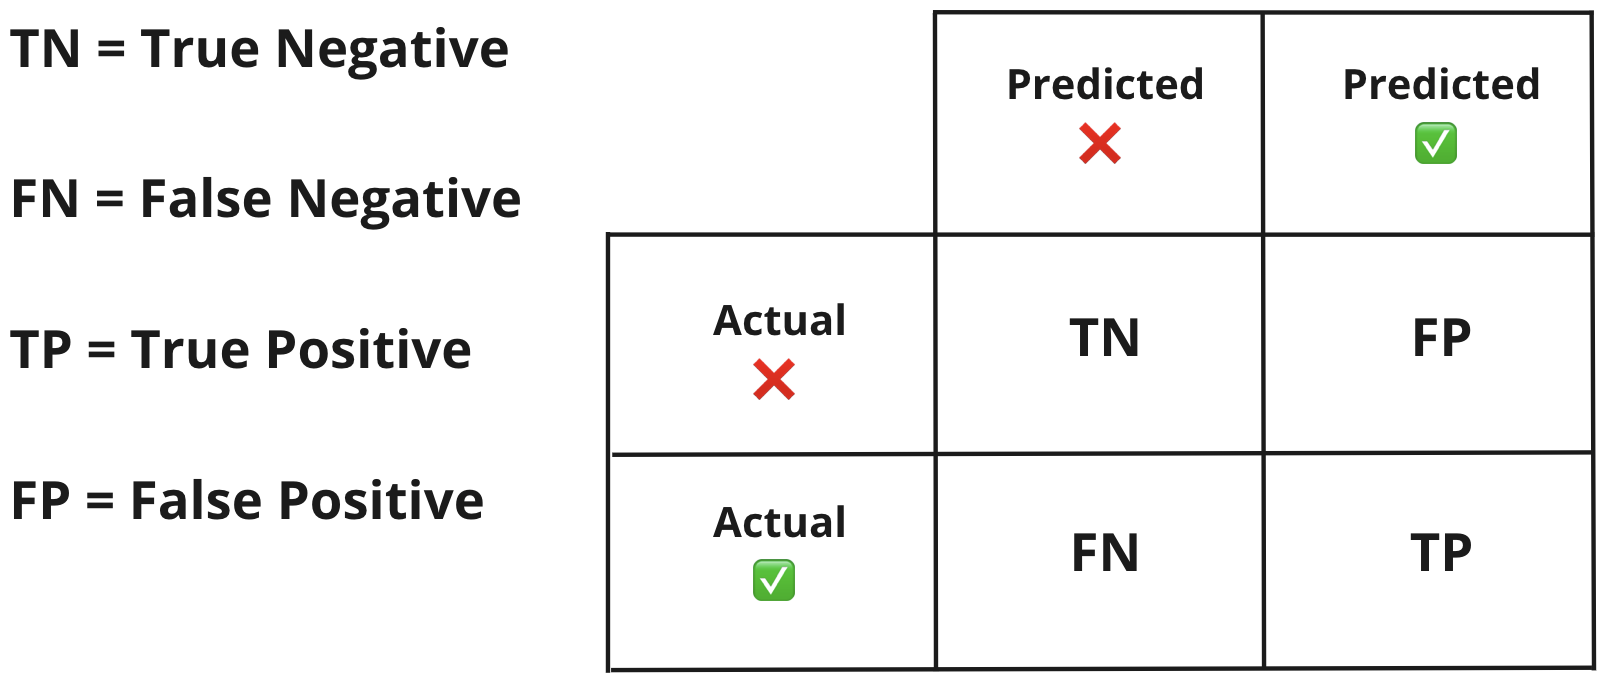 TN = True Negative
FN = False Negative
TP = True Positive
FP = False Positive
Predicted Predicted
❌ ✅
Actual
❌ TN FP
Actual
✅ FN TP